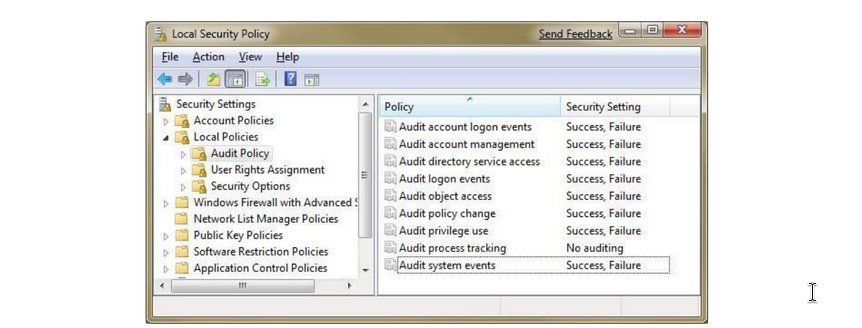 Local Security Policy
Send Feedback
File Action View Help
Security Settings
Account Policies
Local Policies
Audit Policy
User Rights Assignment
Security Options
Windows Firewall with Advanced S
Network List Manager Policies
Public Key Policies
Software Restriction Policies
Application Control Policies
Policy Security Setting
Audit account logon events Success, Failure
Audit account management Success, Failure
Audit directory service access Success, Failure
Audit logon events Success, Failure
Audit object access Success, Failure
Audit policy change Success, Failure
Audit privilege use Success, Failure
Audit process tracking No auditing
Audit system events Success, Failure